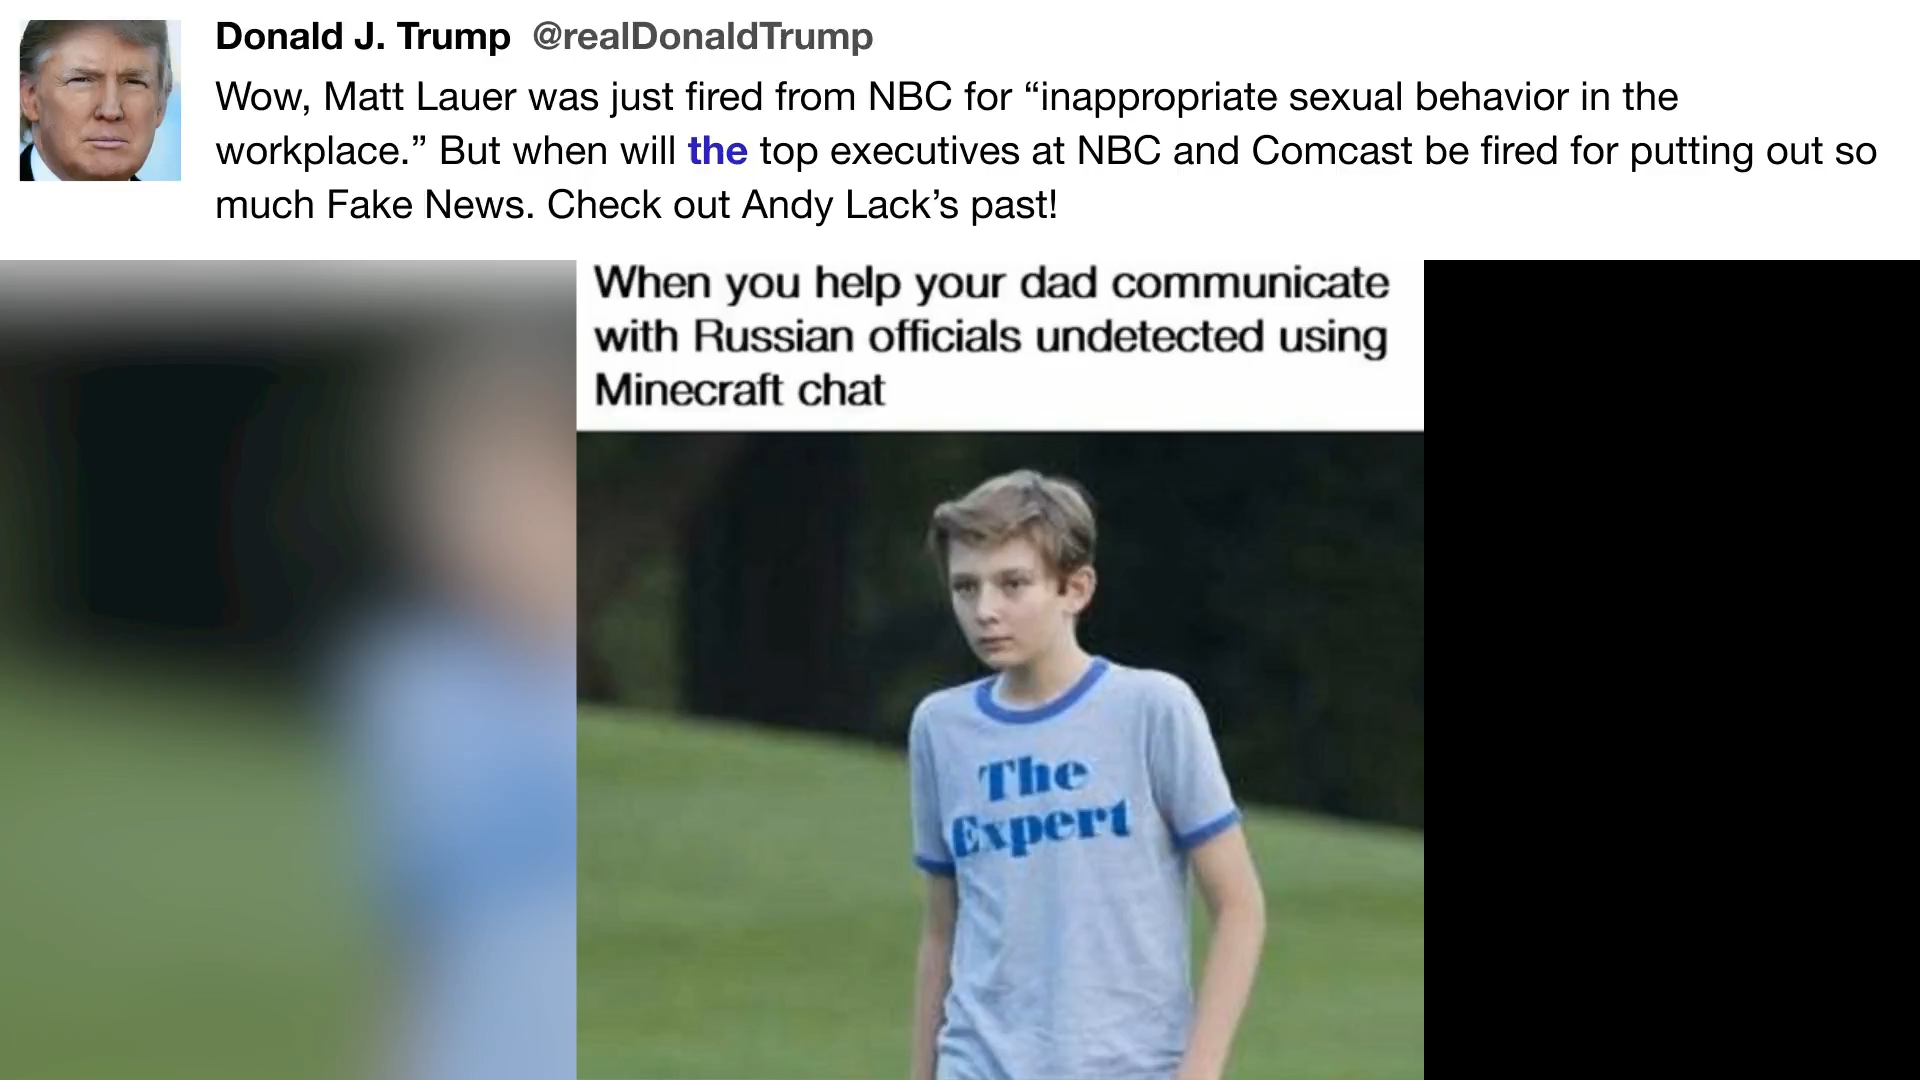 Donald J. Trump @realDonaldTrump
Wow, Matt Lauer was just fired from NBC for “inappropriate sexual behavior in the
workplace.” But when will the top executives at NBC and Comcast be fired for putting out so
much Fake News. Check out Andy Lack’s past!
When you help your dad communicate
with Russian officials undetected using
Minecraft chat
The
Expert